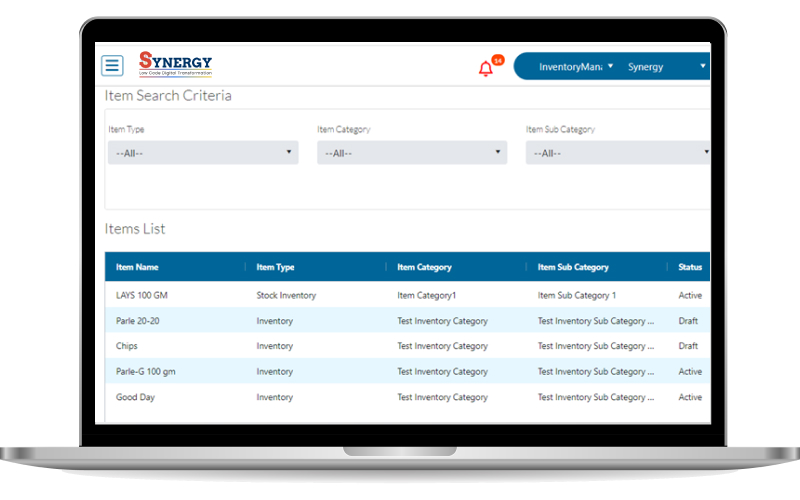 SYNERGY
Low Code Digital Transformation
14
InventoryMana Synergy
Item Search Criteria
Item Type Item Category Item Sub Category
--All-- --All-- --All--
Items List
Item Name Item Type Item Category Item Sub Category Status
LAYS 100 GM Stock Inventory Item Category1 Item Sub Category 1 Active
Parle 20-20 Inventory Test Inventory Category Test Inventory Sub Category ... Draft
Chips Inventory Test Inventory Category Test Inventory Sub Category ... Draft
Parle-G 100 gm Inventory Test Inventory Category Test Inventory Sub Category ... Active
Good Day Inventory Test Inventory Category Test Inventory Sub Category ... Active